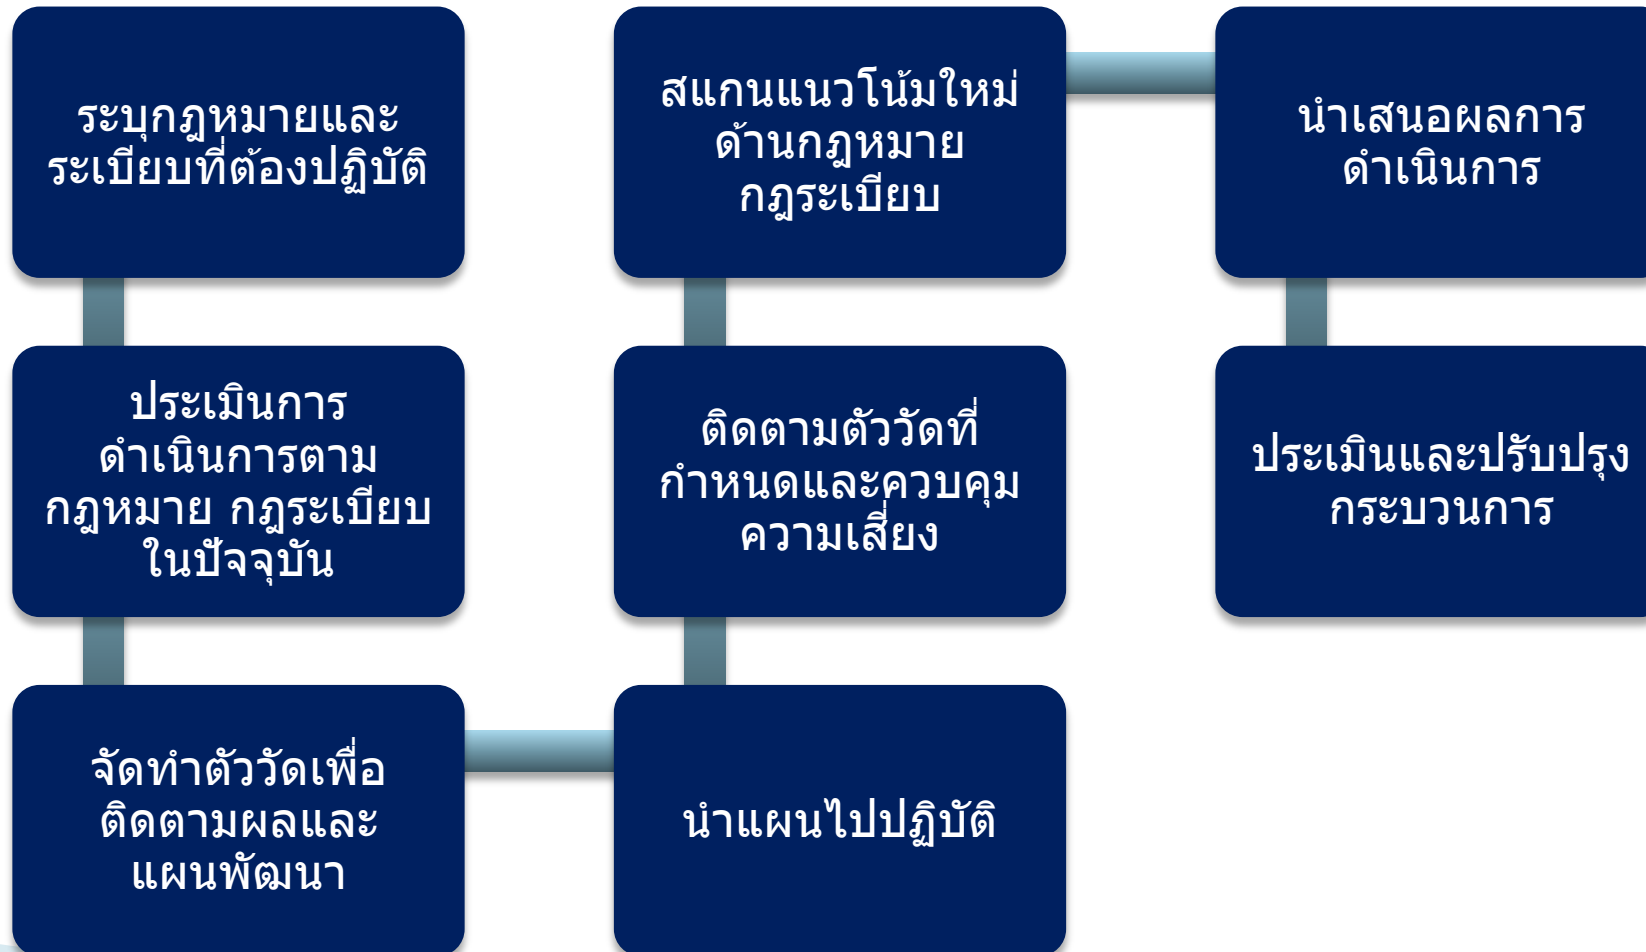 ระบุกฎหมายและ
ระเบียบที่ต้องปฏิบัติ
ประเมินการ
ดำเนินการตาม
กฎหมาย กฎระเบียบ
ในปัจจุบัน
จัดทำตัววัดเพื่อ
ติดตามผลและ
แผนพัฒนา
นำแผนไปปฏิบัติ
ติดตามตัววัดที่
กำหนดและควบคุม
ความเสี่ยง
สแกนแนวโน้มใหม่
ด้านกฎหมาย
กฎระเบียบ
นำเสนอผลการ
ดำเนินการ
ประเมินและปรับปรุง
กระบวนการ